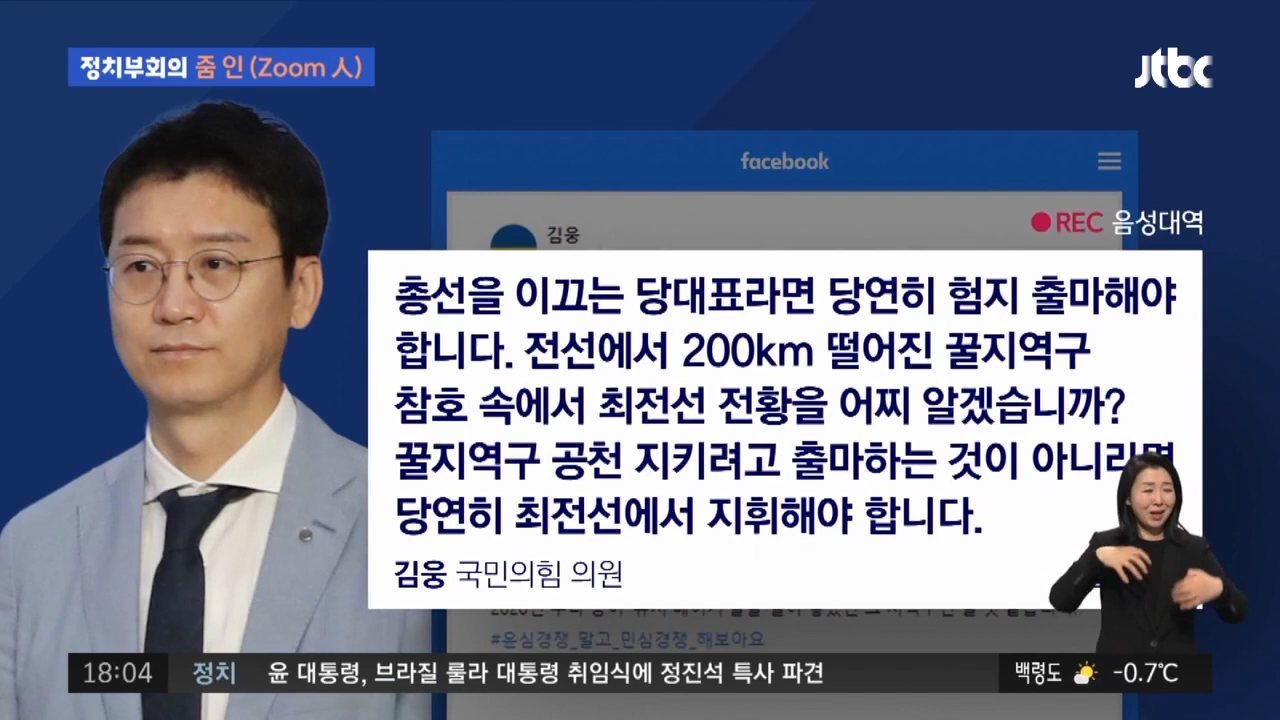 정치부회의 줌 인 (Zoom 人)
jtbc
facebook
김웅
REC 음성대역
총선을 이끄는 당대표라면 당연히 험지 출마해야
합니다. 전선에서 200km 떨어진 꿀지역구
참호 속에서 최전선 전황을 어찌 알겠습니까?
꿀지역구 공천 지키려고 출마하는 것이 아니라면
당연히 최전선에서 지휘해야 합니다.
김웅 국민의힘 의원
#윤심경쟁_말고_민심경쟁_해보아요
18:04 정치 윤 대통령, 브라질 룰라 대통령 취임식에 정진석 특사 파견 백령도 -0.7℃